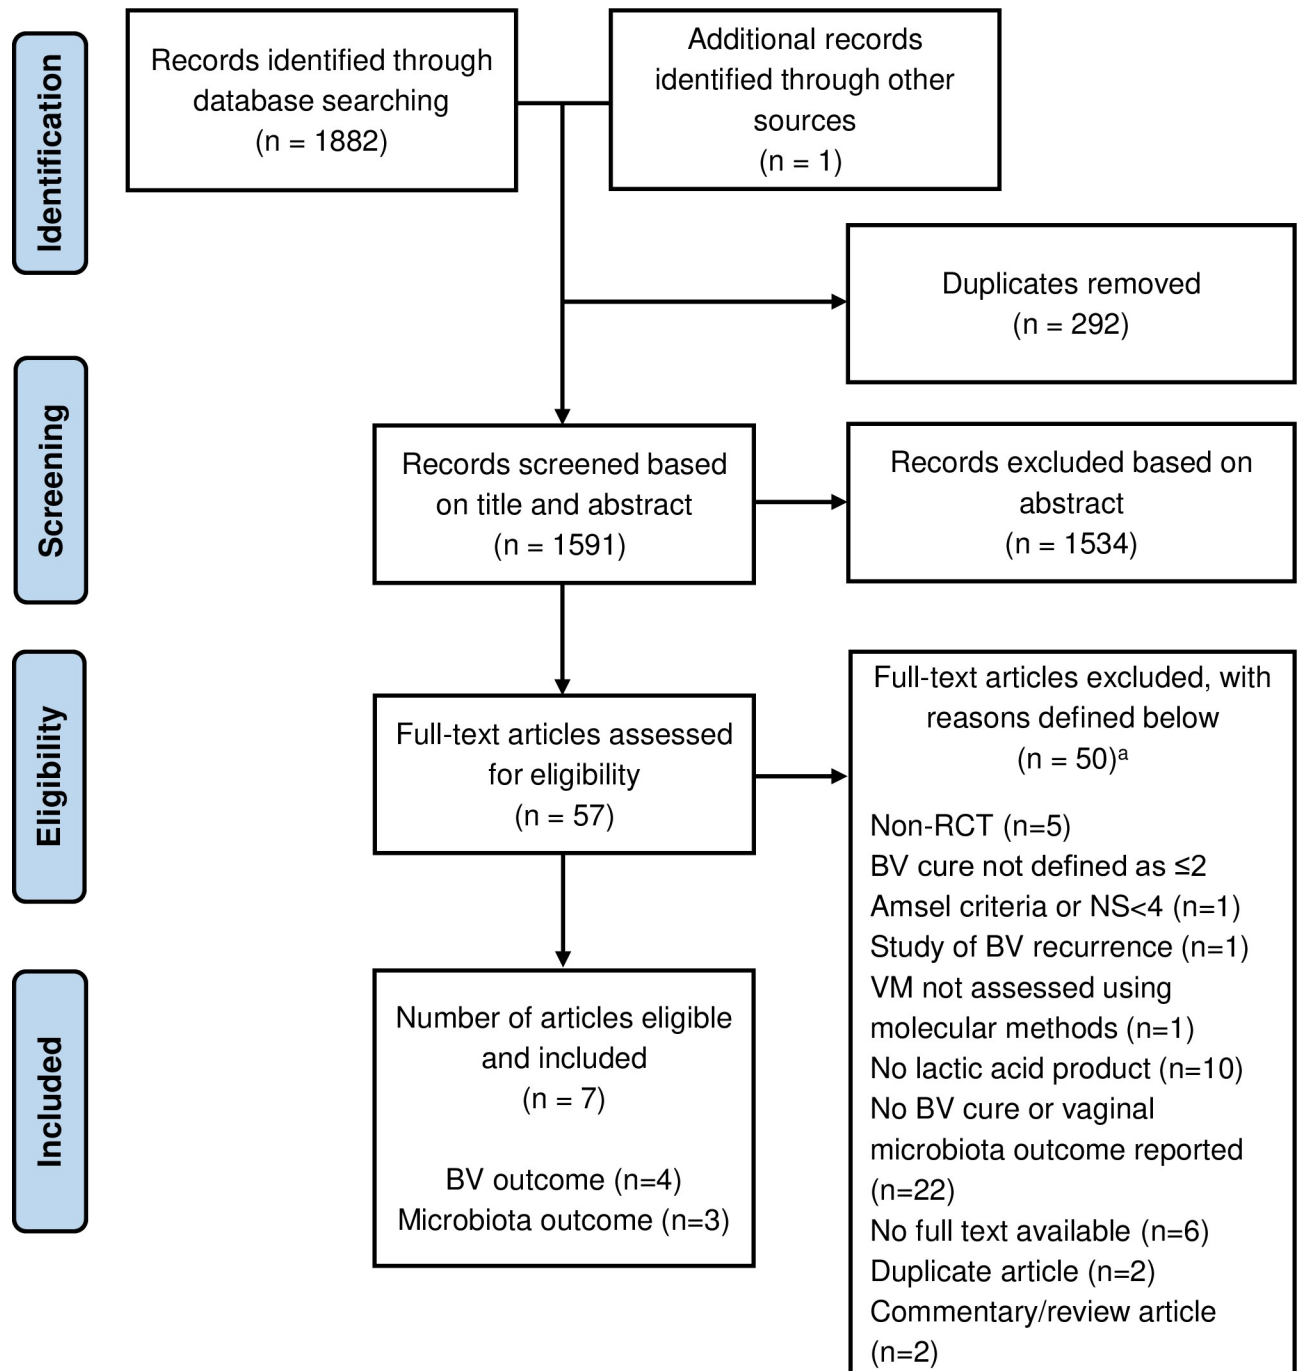 Identification
Records identified through
database searching
(n = 1882)
Additional records
identified through other
sources
(n = 1)
Duplicates removed
(n = 292)
Screening
Records screened based
on title and abstract
(n = 1591)
Records excluded based on
abstract
(n = 1534)
Eligibility
Full-text articles assessed
for eligibility
(n = 57)
Full-text articles excluded, with
reasons defined below
(n = 50)ᵃ
Non-RCT (n=5)
BV cure not defined as ≤2
Amsel criteria or NS<4 (n=1)
Study of BV recurrence (n=1)
VM not assessed using
molecular methods (n=1)
No lactic acid product (n=10)
No BV cure or vaginal
microbiota outcome reported
(n=22)
No full text available (n=6)
Duplicate article (n=2)
Commentary/review article
(n=2)
Included
Number of articles eligible
and included
(n = 7)
BV outcome (n=4)
Microbiota outcome (n=3)